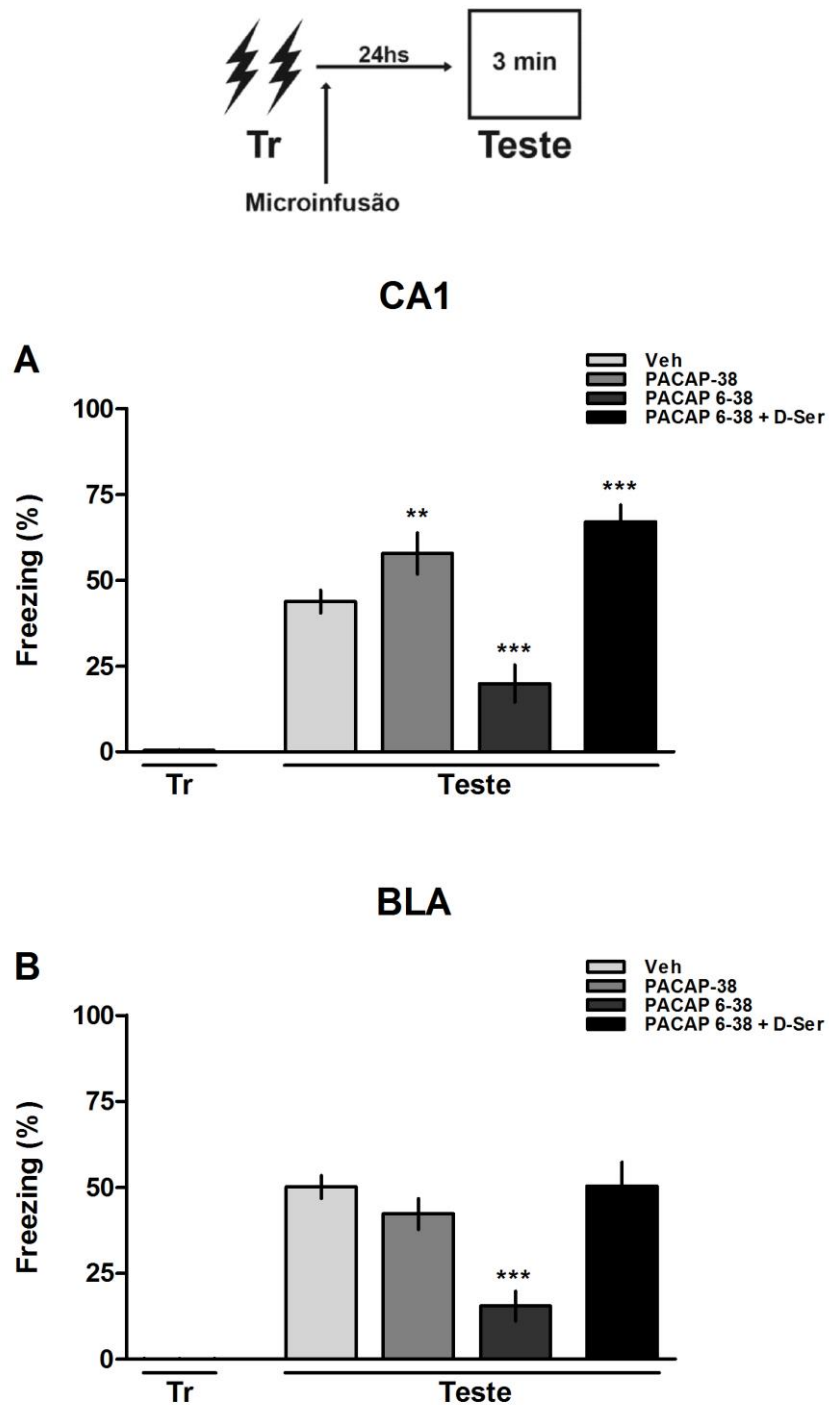 24hs
3 min
Tr
Teste
Microinfusão
CA1
A
Veh
PACAP-38
PACAP 6-38
PACAP 6-38 + D-Ser
Freezing (%)
100
75
50
25
0
**
***
***
Tr
Teste
BLA
B
Veh
PACAP-38
PACAP 6-38
PACAP 6-38 + D-Ser
Freezing (%)
100
75
50
25
0
***
Tr
Teste